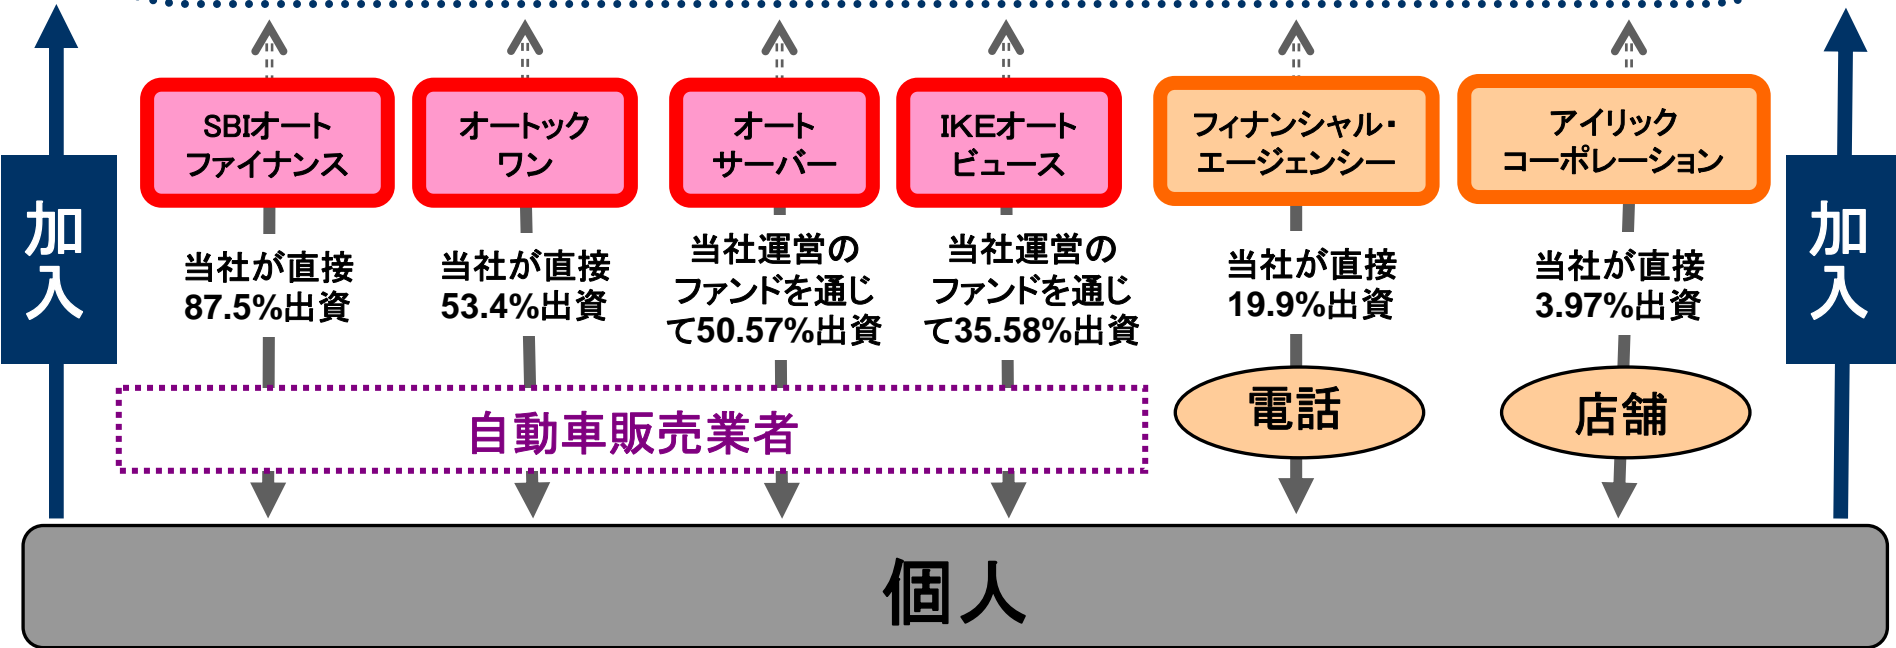 SBIオート
ファイナンス
オートック
ワン
オート
サーバー
IKEオート
ビュース
フィナンシャル・
エージェンシー
アイリック
コーポレーション
加
入
当社が直接
87.5%出資
当社が直接
53.4%出資
当社運営の
ファンドを通じ
て50.57%出資
当社運営の
ファンドを通じ
て35.58%出資
当社が直接
19.9%出資
当社が直接
3.97%出資
加
入
自動車販売業者
電話
店舗
個人